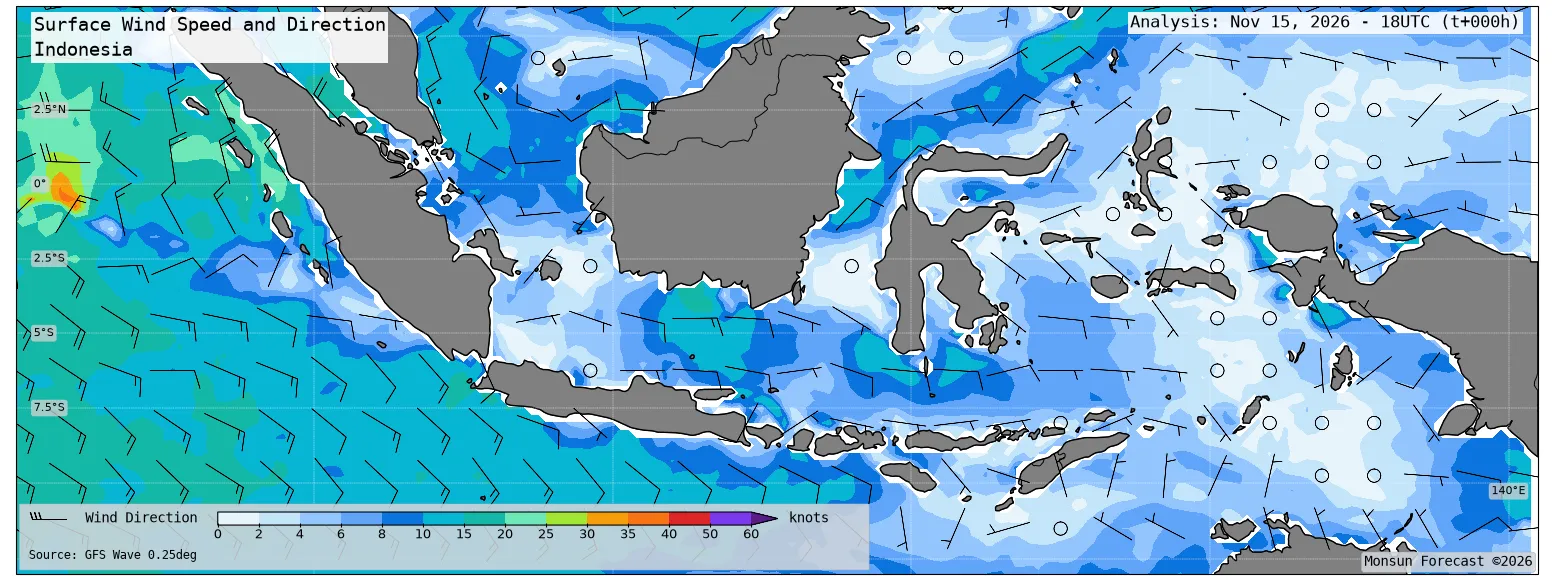 Surface Wind Speed and Direction
Indonesia
Analysis: Nov 15, 2026 - 18UTC (t+000h)
2.5°N
0°
2.5°S
5°S
7.5°S
140°E
Wind Direction
knots
0 2 4 6 8 10 15 20 25 30 35 40 50 60
Source: GFS Wave 0.25deg
Monsun Forecast ©2026